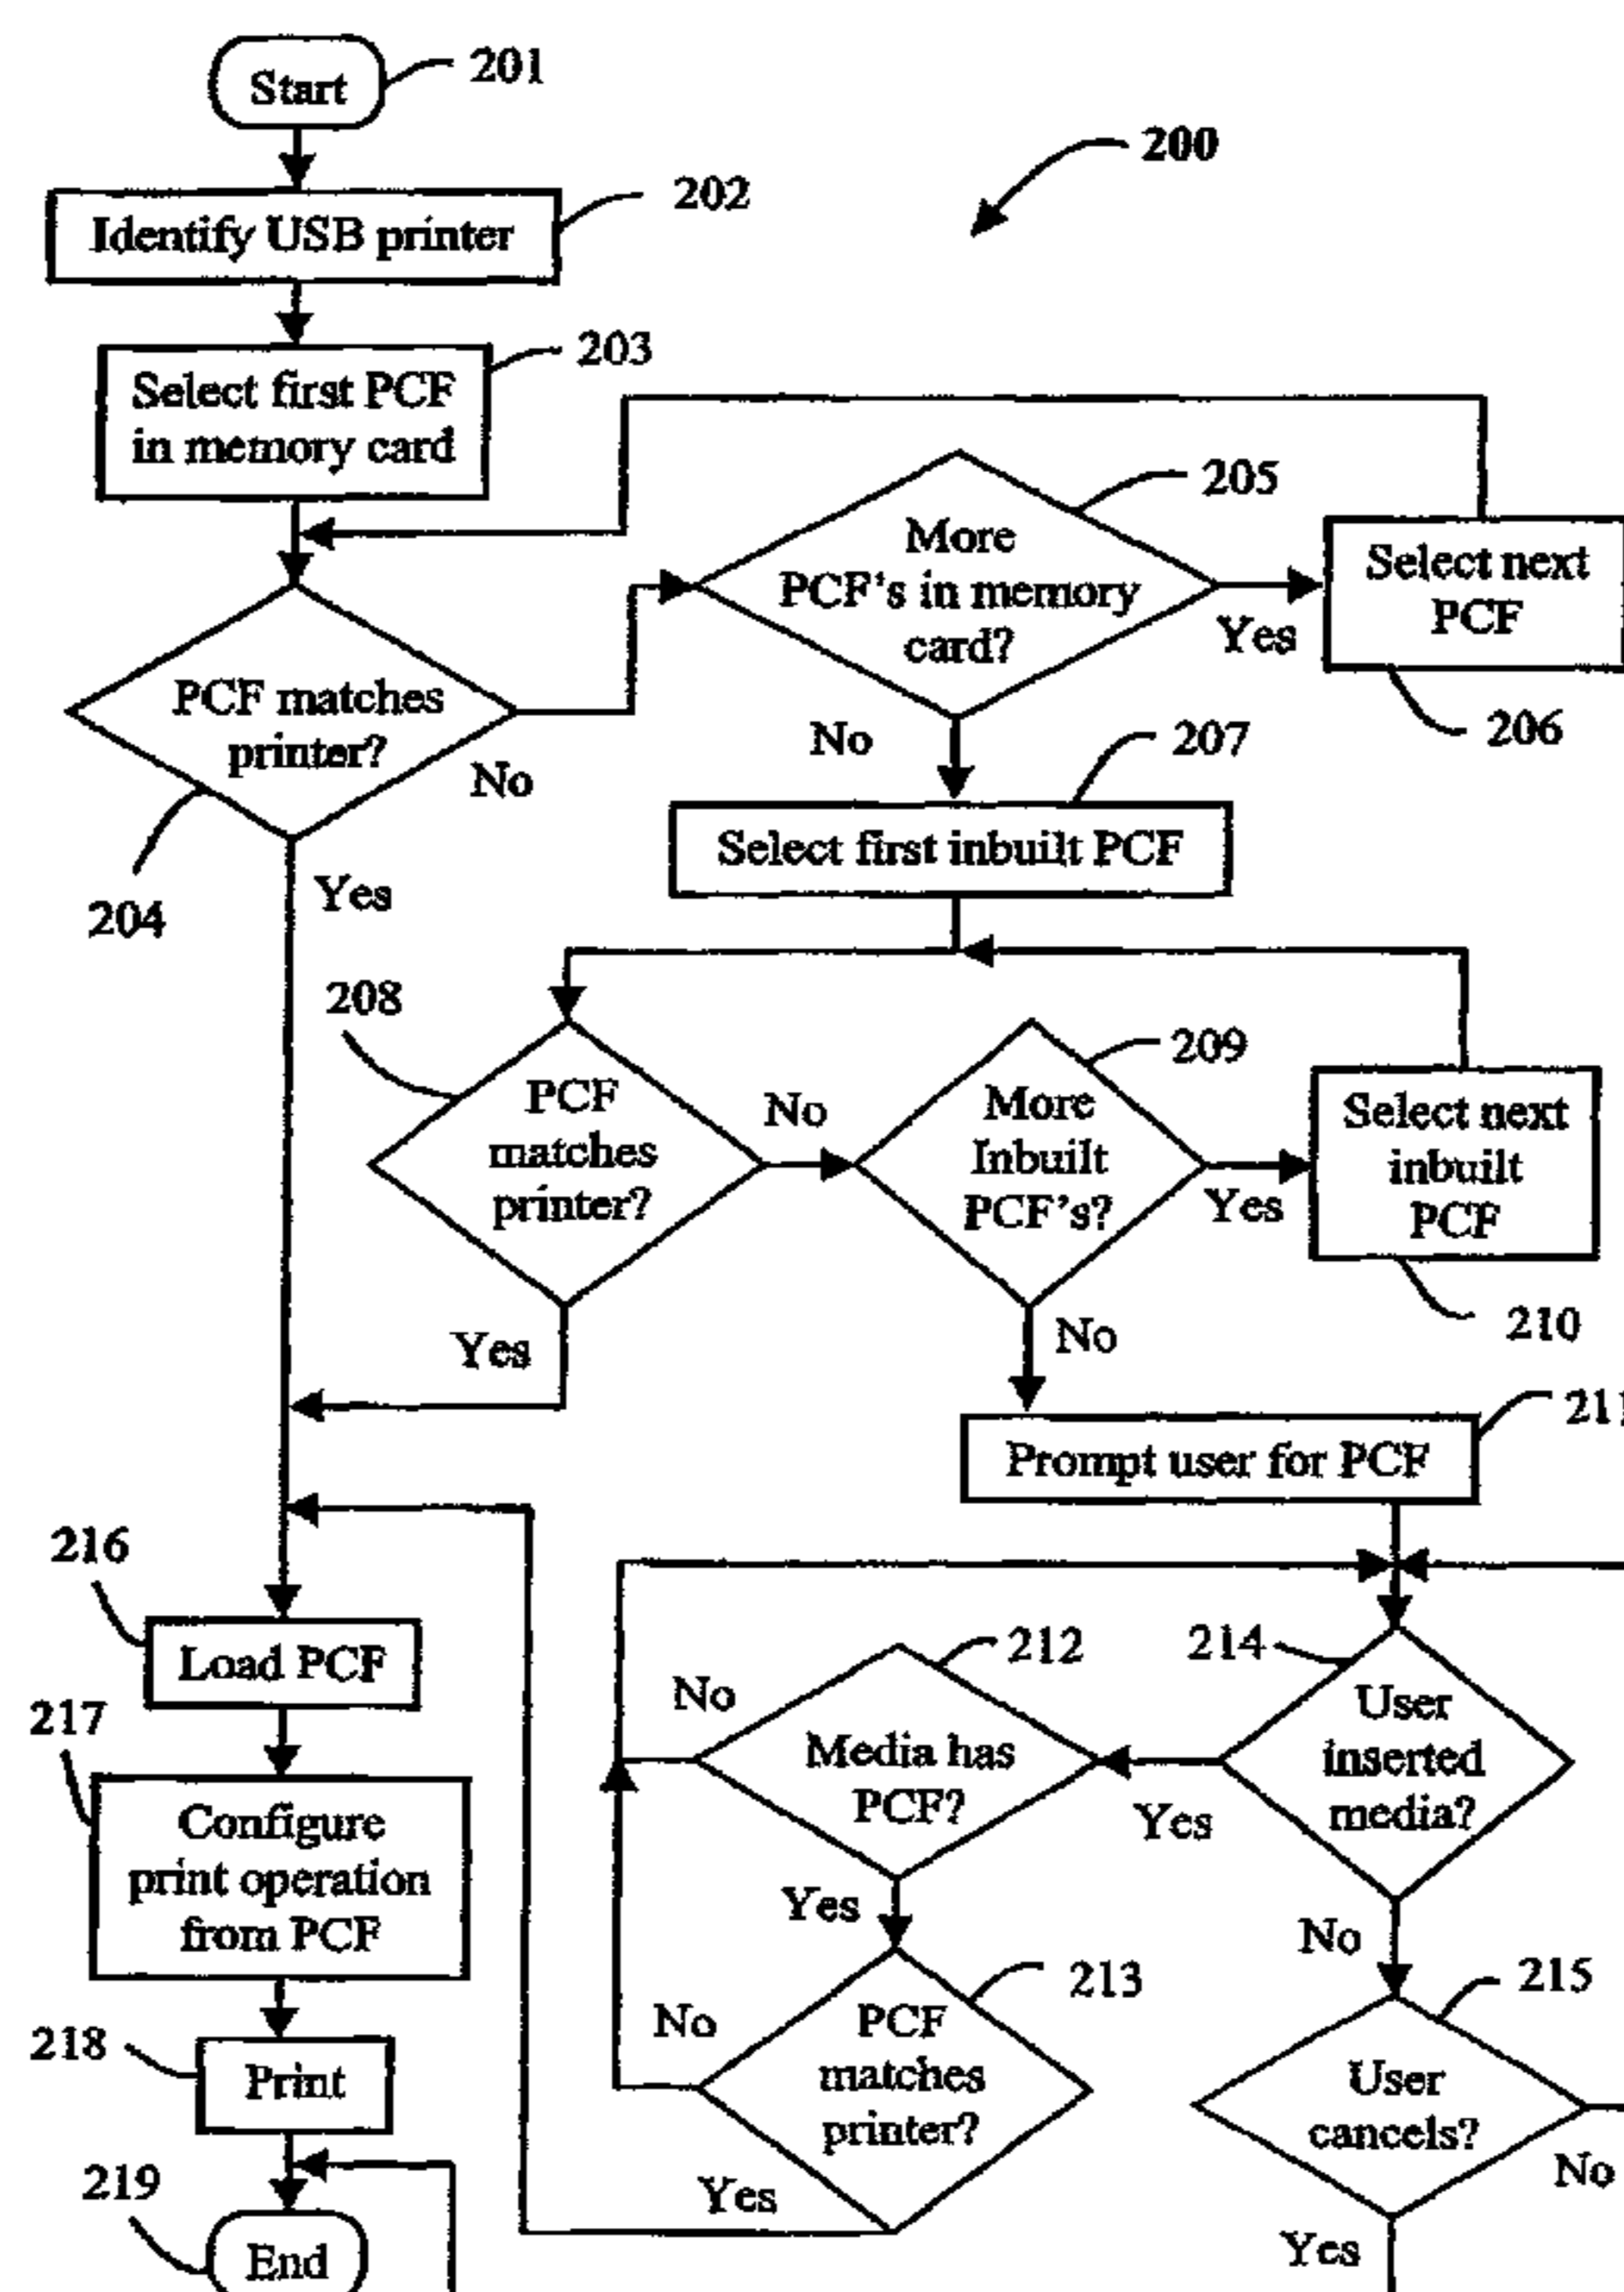 Start
201
200
202
Identify USB printer
203
Select first PCF
in memory card
205
More
PCF's in memory
card?
Select next
PCF
Yes
206
PCF matches
printer?
No
204
Yes
No
207
Select first inbuilt PCF
208
209
PCF
matches
printer?
No
More
Inbuilt
PCF's?
Yes
Select next
inbuilt
PCF
210
Yes
No
211
Prompt user for PCF
216
Load PCF
212
214
No
Media has
PCF?
Yes
User
inserted
media?
217
Configure
print operation
from PCF
Yes
No
213
215
No
PCF
matches
printer?
User
cancels?
No
218
Print
Yes
Yes
219
End